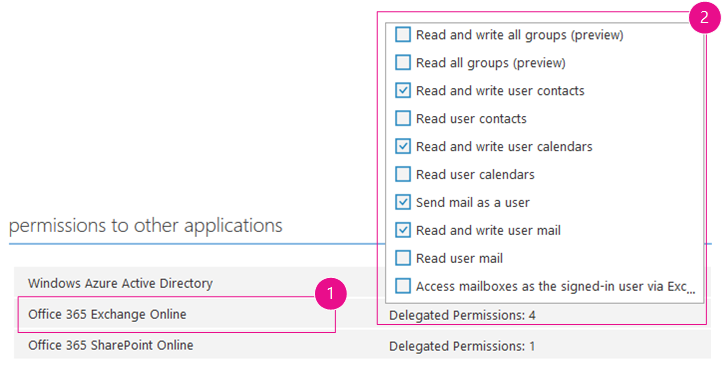 2
Read and write all groups (preview)
Read all groups (preview)
Read and write user contacts
Read user contacts
Read and write user calendars
Read user calendars
Send mail as a user
Read and write user mail
Read user mail
Access mailboxes as the signed-in user via Exc...
permissions to other applications
Windows Azure Active Directory
1
Office 365 Exchange Online Delegated Permissions: 4
Office 365 SharePoint Online Delegated Permissions: 1